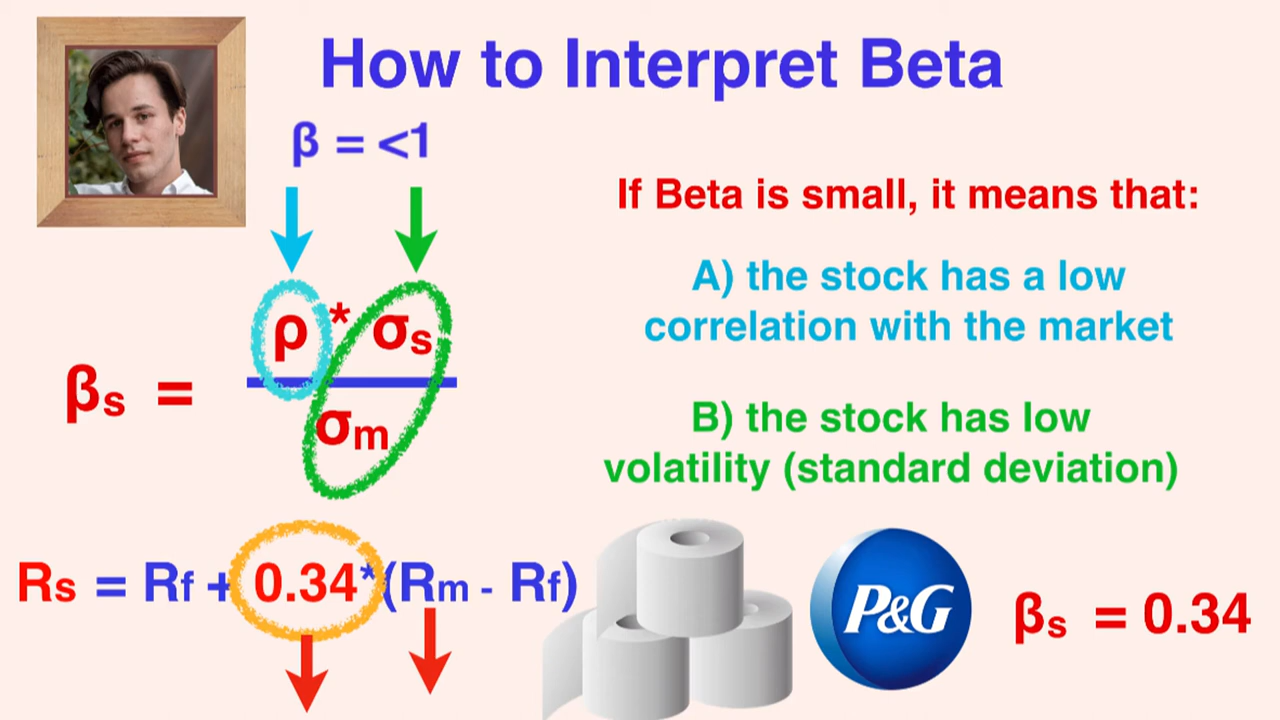 How to Interpret Beta
β = <1
If Beta is small, it means that:
A) the stock has a low
correlation with the market
βs = ρ * σs
σm
B) the stock has low
volatility (standard deviation)
Rs = Rf + 0.34*(Rm - Rf)
P&G
βs = 0.34